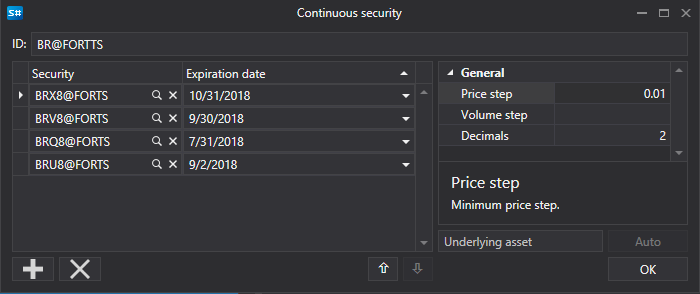 S#
Continuous security
ID: BR@FORTTS
Security Expiration date
BRX8@FORTS 10/31/2018
BRV8@FORTS 9/30/2018
BRQ8@FORTS 7/31/2018
BRU8@FORTS 9/2/2018
General
Price step 0.01
Volume step
Decimals 2
Price step
Minimum price step.
Underlying asset Auto
OK